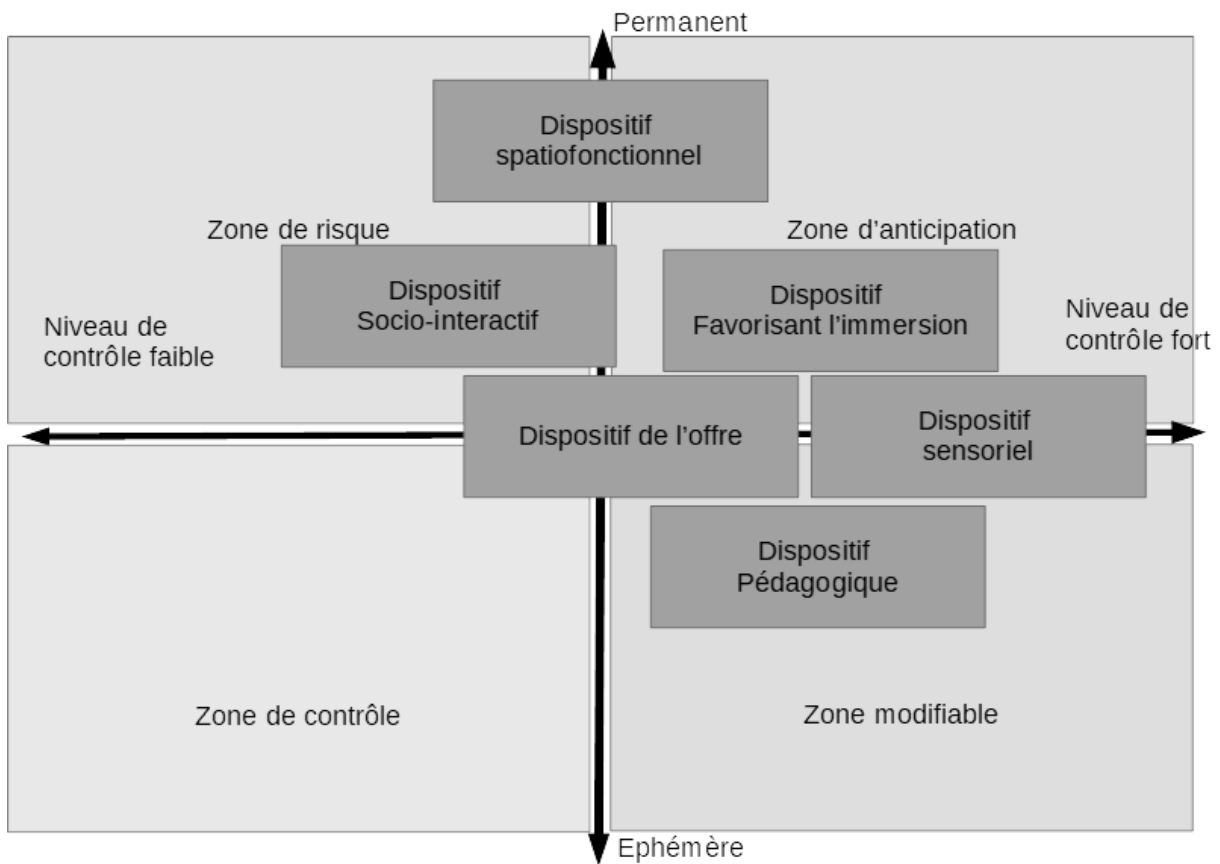 Permanent
Dispositif
spatiofonctionnel
Zone de risque
Zone d'anticipation
Dispositif
Socio-interactif
Dispositif
Favorisant l'immersion
Niveau de
contrôle faible
Niveau de
contrôle fort
Dispositif de l'offre
Dispositif
sensoriel
Dispositif
Pédagogique
Zone de contrôle
Zone modifiable
Ephémère